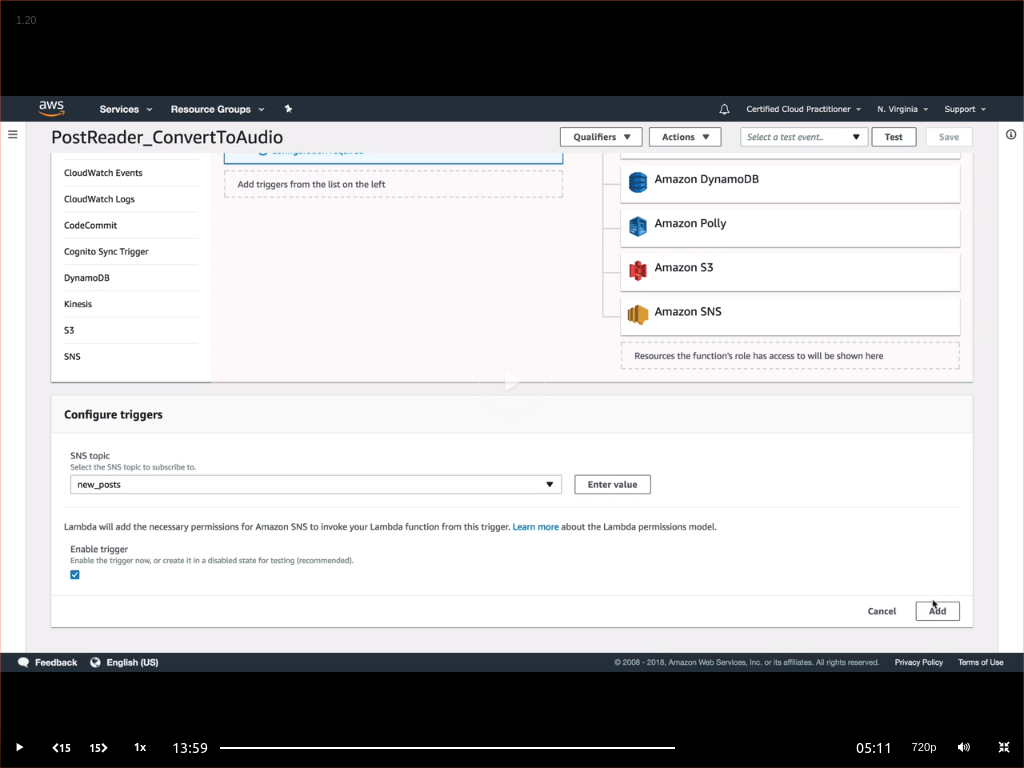 1.20
aws Services Resource Groups Certified Cloud Practitioner N. Virginia Support
PostReader_ConvertToAudio Qualifiers Actions Select a test event.. Test Save
Configuration required
CloudWatch Events
CloudWatch Logs
CodeCommit
Cognito Sync Trigger
DynamoDB
Kinesis
S3
SNS
Add triggers from the list on the left
Amazon DynamoDB
Amazon Polly
Amazon S3
Amazon SNS
Resources the function's role has access to will be shown here
Configure triggers
SNS topic
Select the SNS topic to subscribe to.
new_posts Enter value
Lambda will add the necessary permissions for Amazon SNS to invoke your Lambda function from this trigger. Learn more about the Lambda permissions model.
Enable trigger
Enable the trigger now, or create it in a disabled state for testing (recommended).
Cancel Add
Feedback English (US) © 2008 - 2018, Amazon Web Services, Inc. or its affiliates. All rights reserved. Privacy Policy Terms of Use
15 15 1x 13:59 05:11 720p